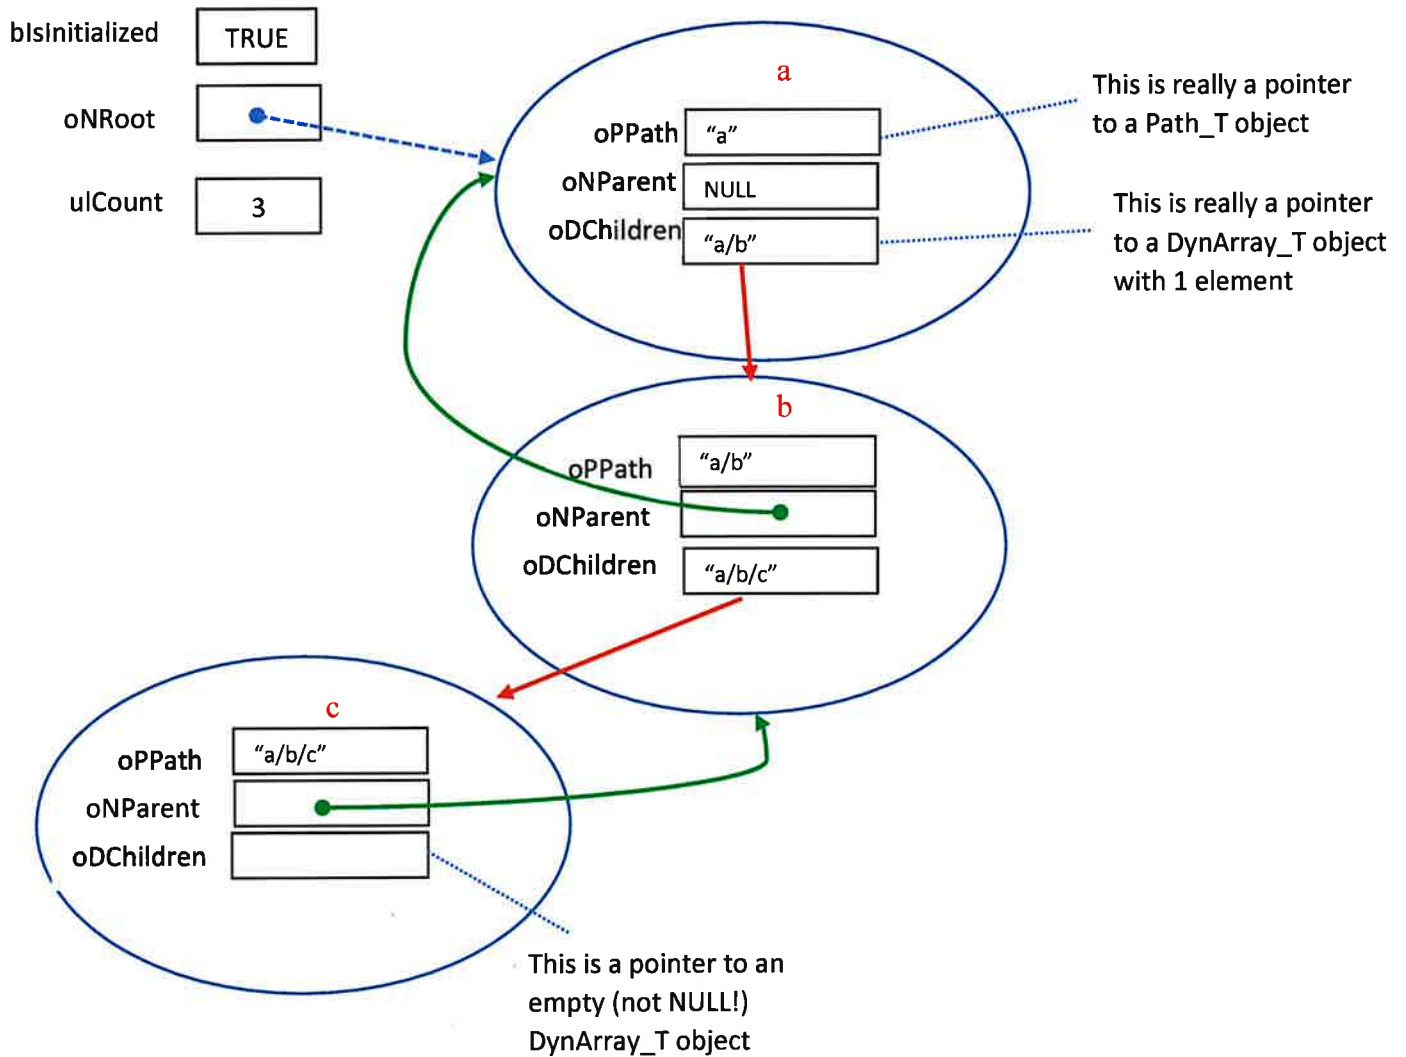 bIsInitialized
TRUE
oNRoot
ulCount
3
a
oPPath
“a”
oNParent
NULL
oDChildren
“a/b”
This is really a pointer
to a Path_T object
This is really a pointer
to a DynArray_T object
with 1 element
b
oPPath
“a/b”
oNParent
oDChildren
“a/b/c”
c
oPPath
“a/b/c”
oNParent
oDChildren
This is a pointer to an
empty (not NULL!)
DynArray_T object